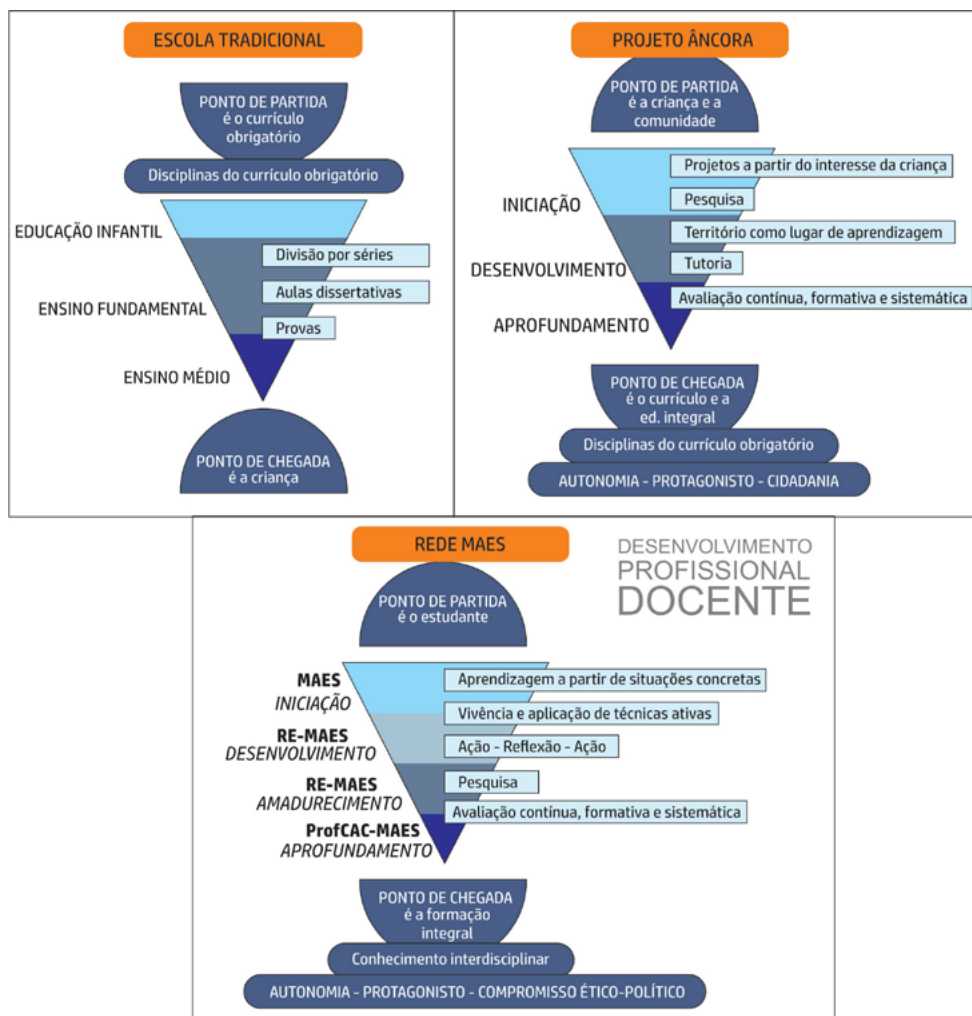 ESCOLA TRADICIONAL
PONTO DE PARTIDA
é o currículo
obrigatório
Disciplinas do currículo obrigatório
EDUCAÇÃO INFANTIL
Divisão por séries
Aulas dissertativas
ENSINO FUNDAMENTAL
Provas
ENSINO MÉDIO
PONTO DE CHEGADA
é a criança
PROJETO ÂNCORA
PONTO DE PARTIDA
é a criança e a
comunidade
Projetos a partir do interesse da criança
INICIAÇÃO
Pesquisa
Território como lugar de aprendizagem
DESENVOLVIMENTO
Tutoria
Avaliação contínua, formativa e sistemática
APROFUNDAMENTO
PONTO DE CHEGADA
é o currículo e a
ed. integral
Disciplinas do currículo obrigatório
AUTONOMIA - PROTAGONISTO - CIDADANIA
REDE MAES
DESENVOLVIMENTO
PROFISSIONAL
DOCENTE
PONTO DE PARTIDA
é o estudante
MAES
INICIAÇÃO
Aprendizagem a partir de situações concretas
Vivência e aplicação de técnicas ativas
RE-MAES
DESENVOLVIMENTO
Ação - Reflexão - Ação
RE-MAES
AMADURECIMENTO
Pesquisa
Avaliação contínua, formativa e sistemática
ProfCAC-MAES
APROFUNDAMENTO
PONTO DE CHEGADA
é a formação
integral
Conhecimento interdisciplinar
AUTONOMIA - PROTAGONISTO - COMPROMISSO ÉTICO-POLÍTICO